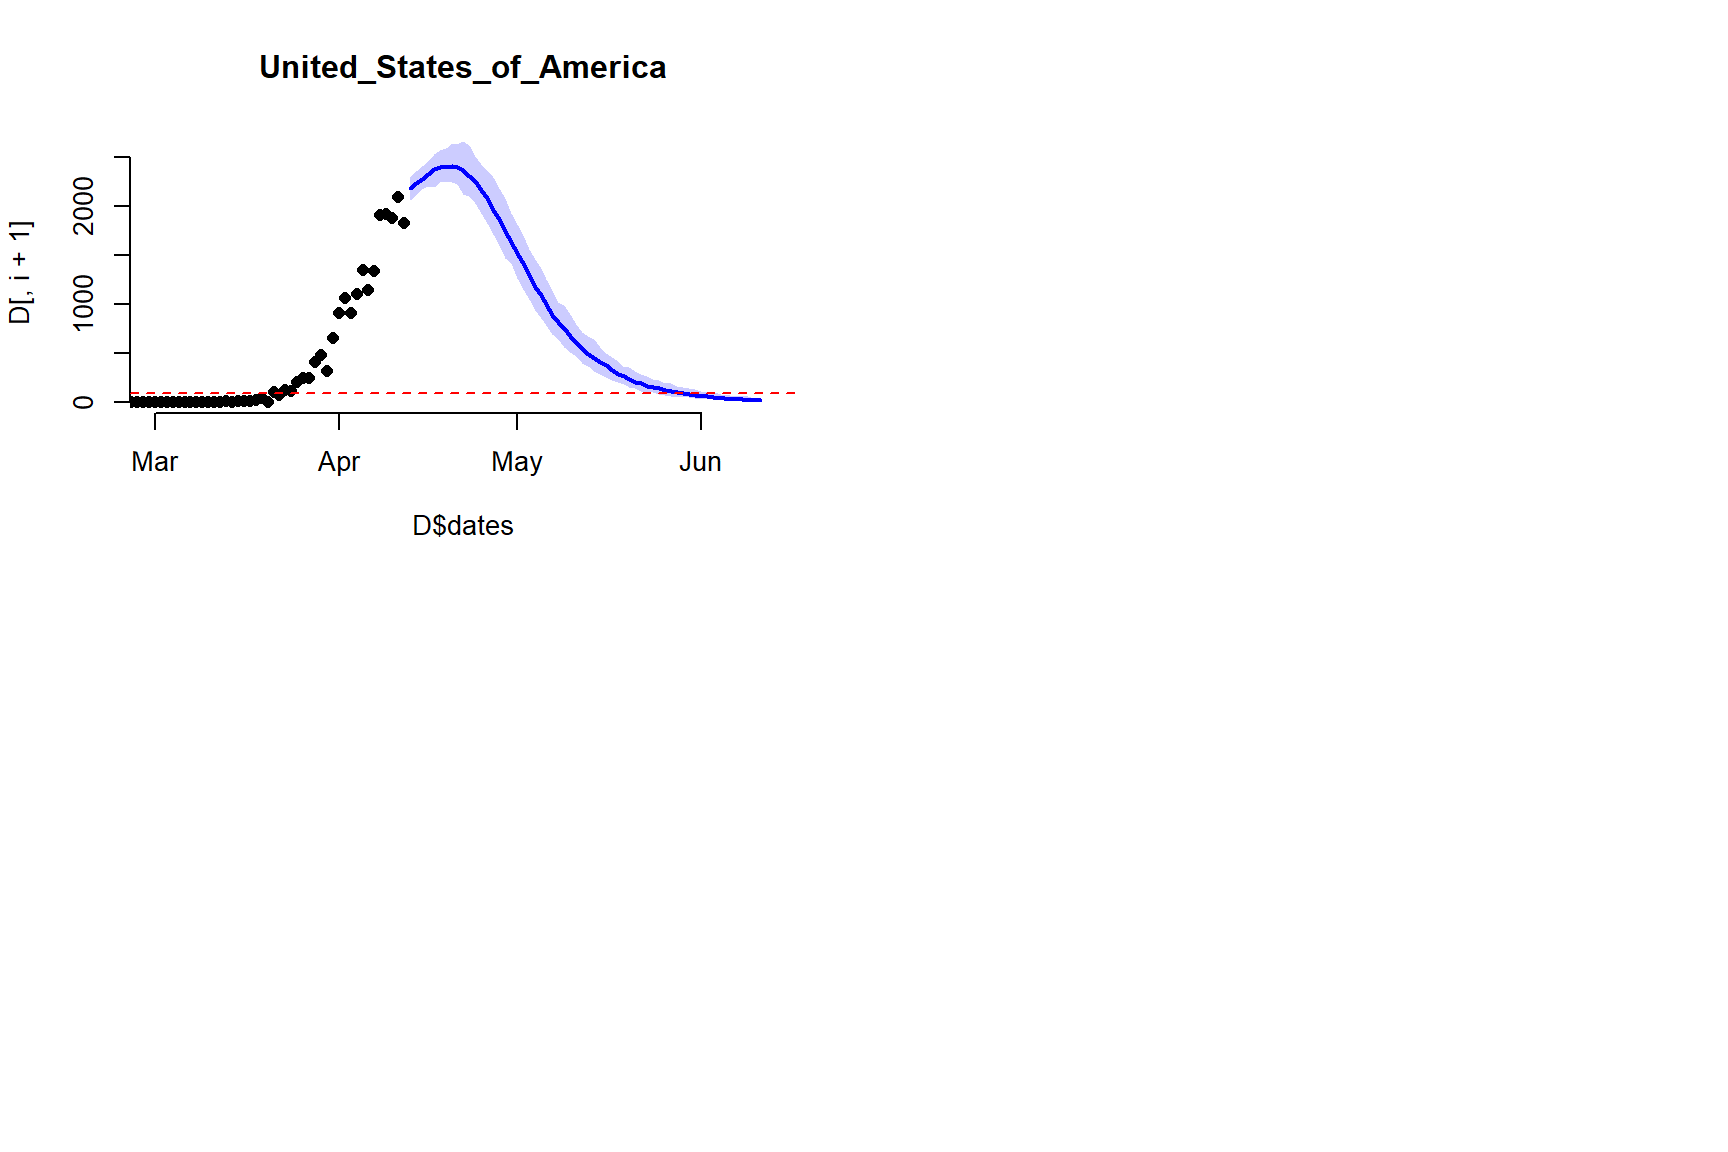 United_States_of_America
D[, i + 1]
2000
1000
0
Mar Apr May Jun
D$dates